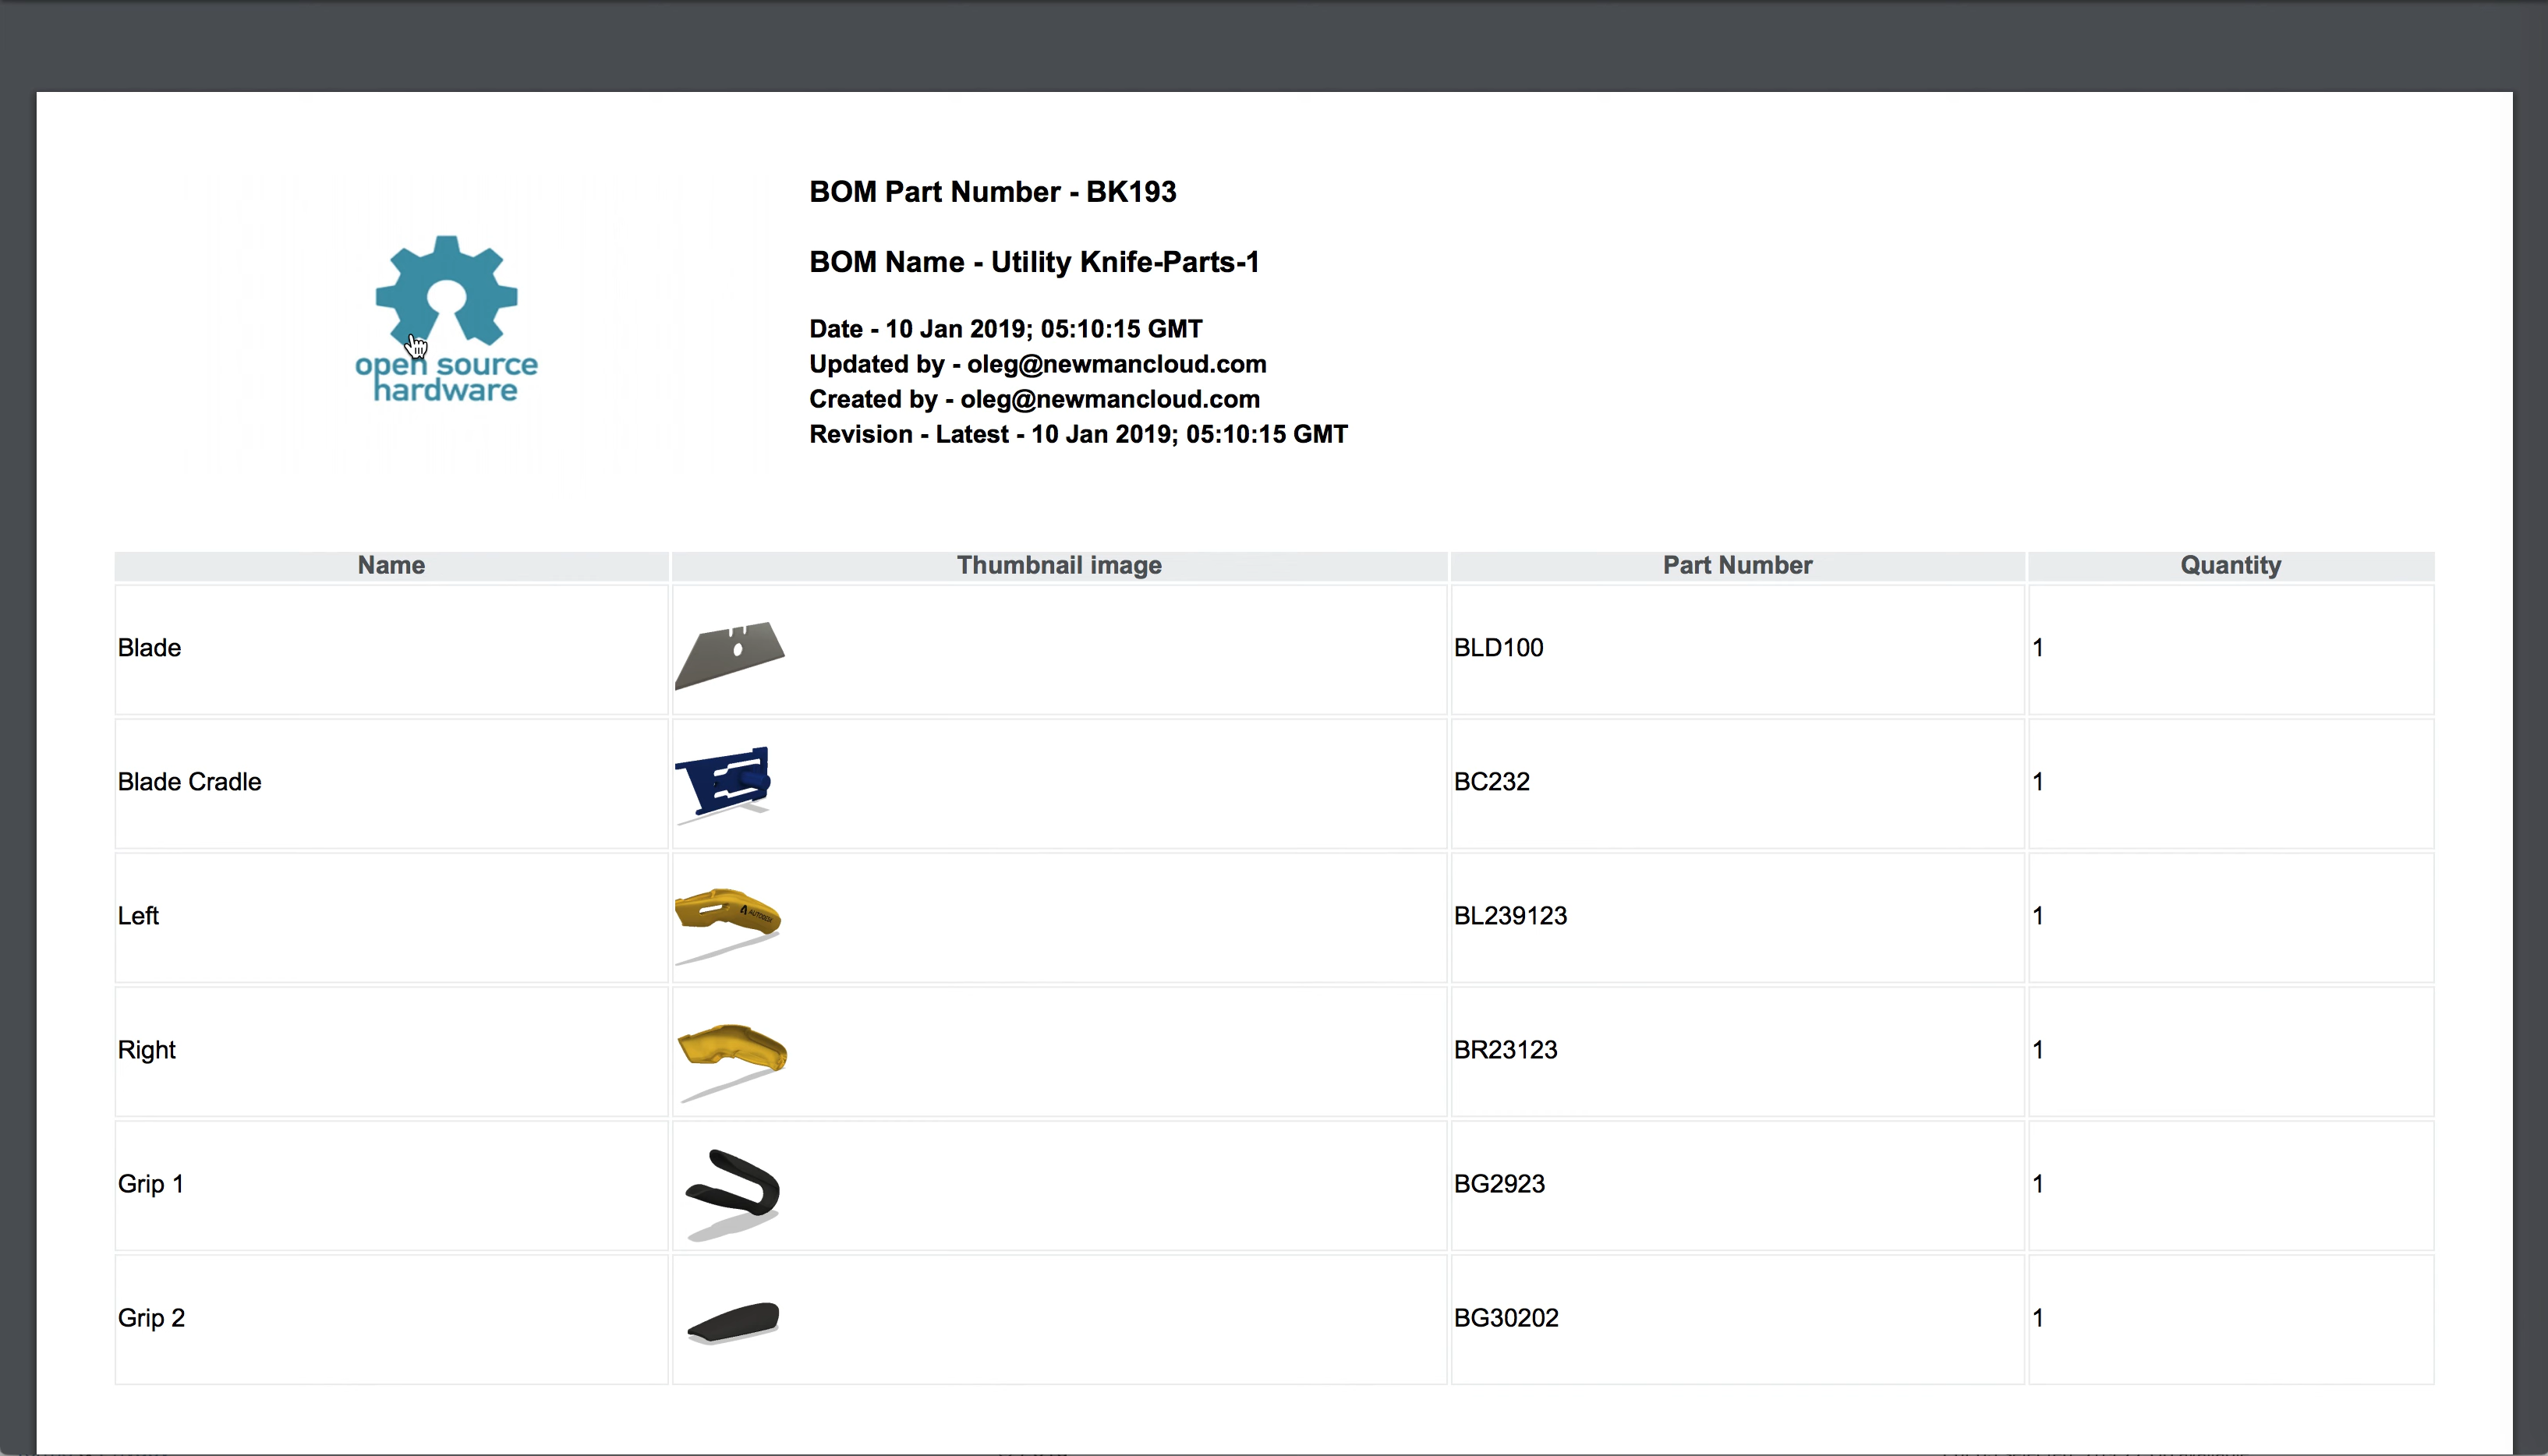 BOM Part Number - BK193
BOM Name - Utility Knife-Parts-1
Date - 10 Jan 2019; 05:10:15 GMT
Updated by - oleg@newmancloud.com
Created by - oleg@newmancloud.com
Revision - Latest - 10 Jan 2019; 05:10:15 GMT
open source
hardware
Name Thumbnail image Part Number Quantity
Blade BLD100 1
Blade Cradle BC232 1
Left AUTODESK BL239123 1
Right BR23123 1
Grip 1 BG2923 1
Grip 2 BG30202 1